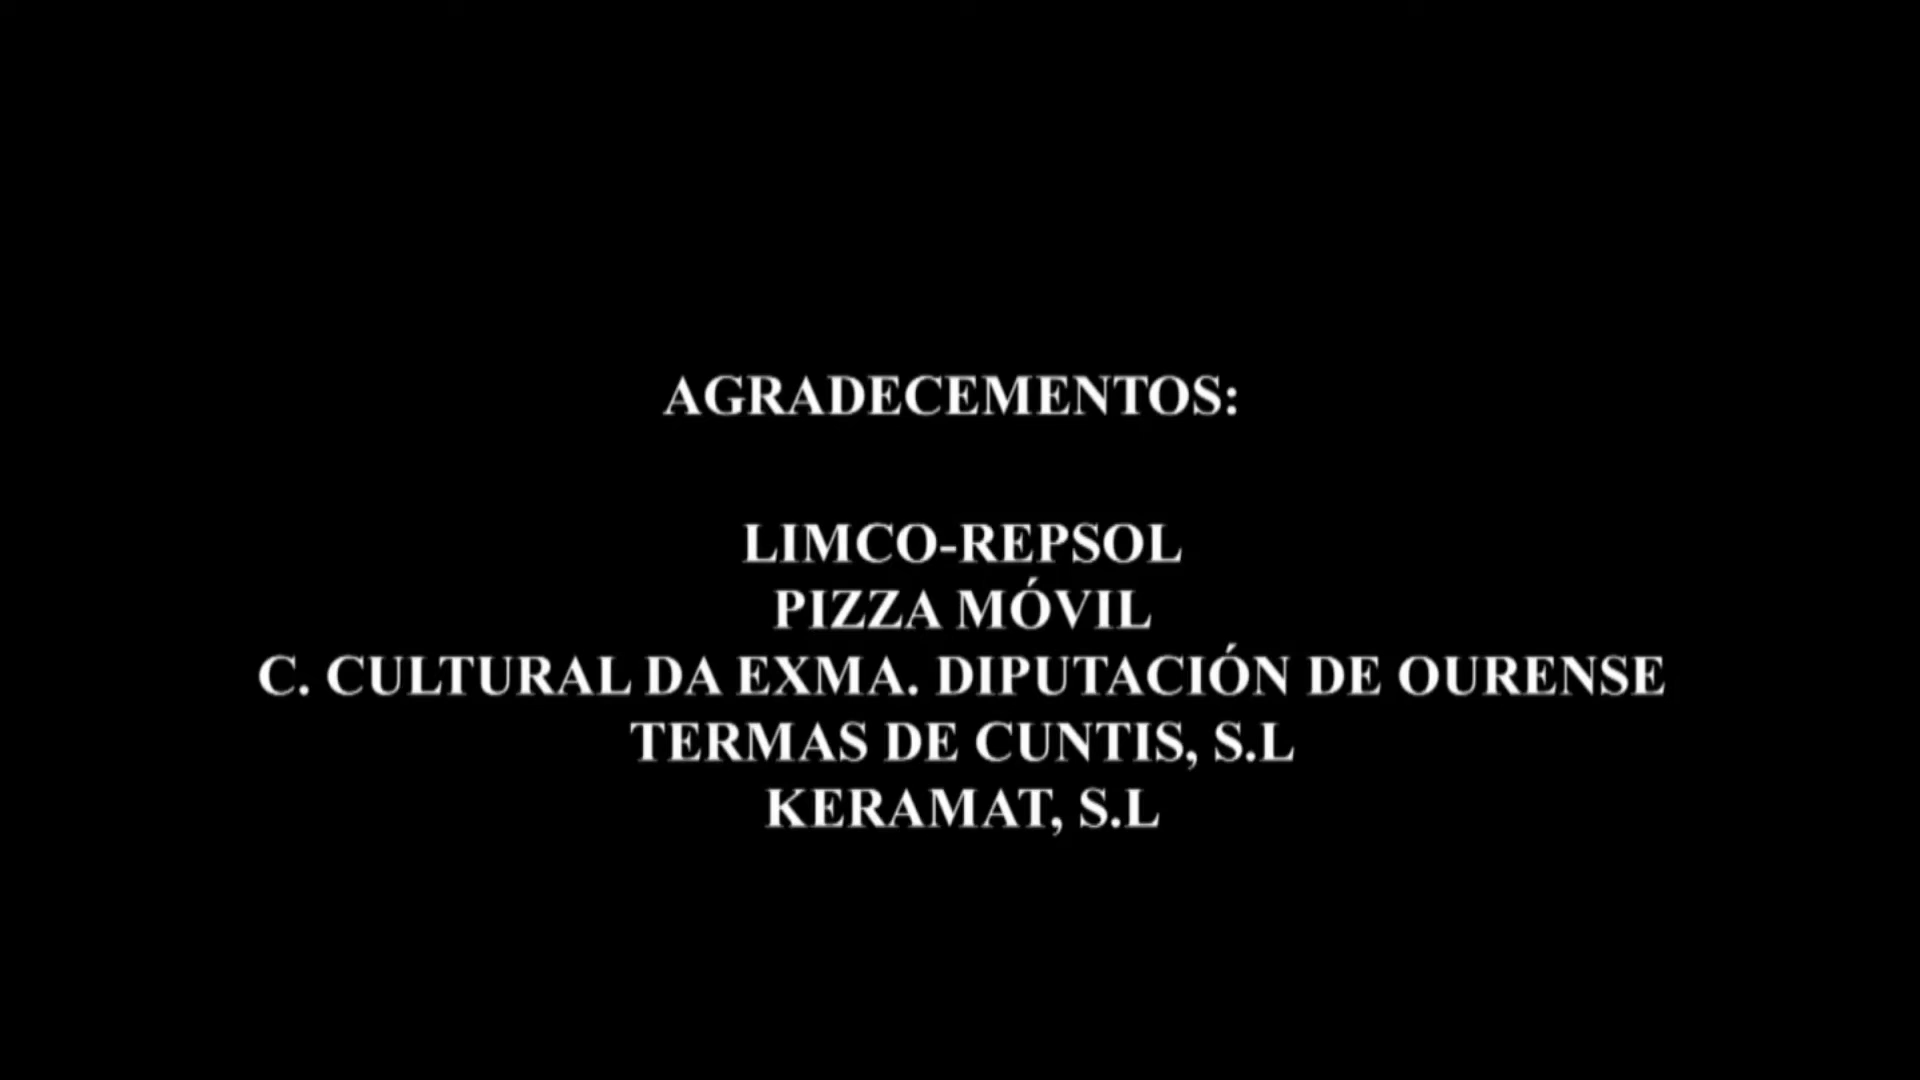 AGRADECEMENTOS:
LIMCO-REPSOL
PIZZA MÓVIL
C. CULTURAL DA EXMA. DIPUTACIÓN DE OURENSE
TERMAS DE CUNTIS, S.L
KERAMAT, S.L